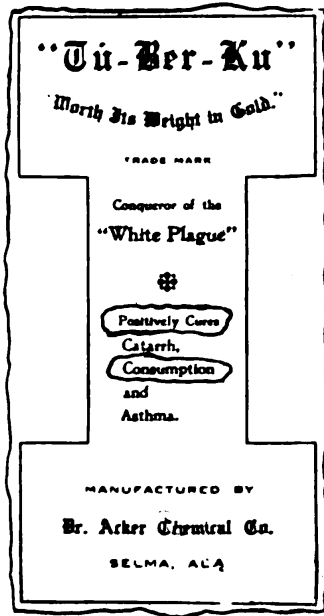 "Tú-Ber-Ku"
"Worth Its Weight in Gold."
TRADE MARK
Conqueror of the
"White Plague"
Positively Cures
Catarrh,
Consumption
and
Asthma.
MANUFACTURED BY
Dr. Acker Chemical Co.
SELMA, ALA